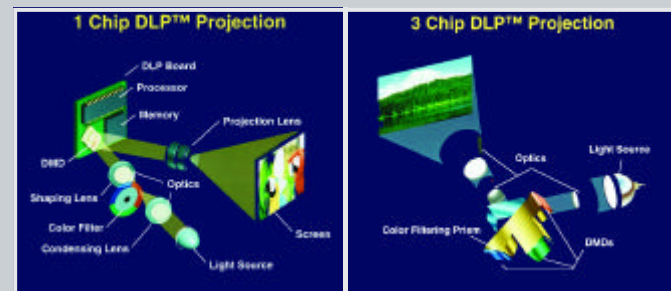 1 Chip DLP™ Projection
DLP Board
Processor
Memory
Projection Lens
DMD
Optics
Shaping Lens
Color Filter
Condensing Lens
Screen
Light Source
3 Chip DLP™ Projection
Light Source
Optics
Color Filtering Prism
DMDs